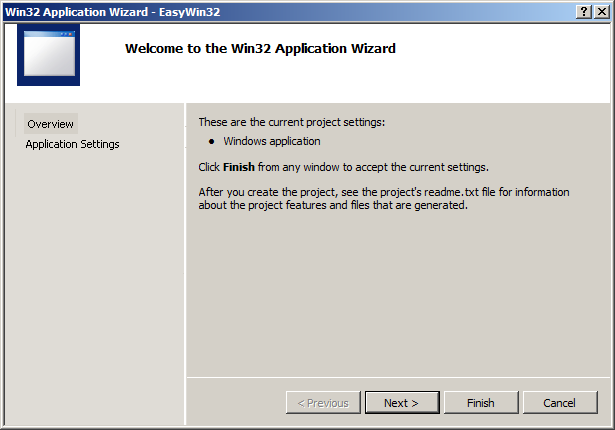 Win32 Application Wizard - EasyWin32
Welcome to the Win32 Application Wizard
Overview
Application Settings
These are the current project settings:
● Windows application
Click Finish from any window to accept the current settings.
After you create the project, see the project's readme.txt file for information
about the project features and files that are generated.
< Previous
Next >
Finish
Cancel